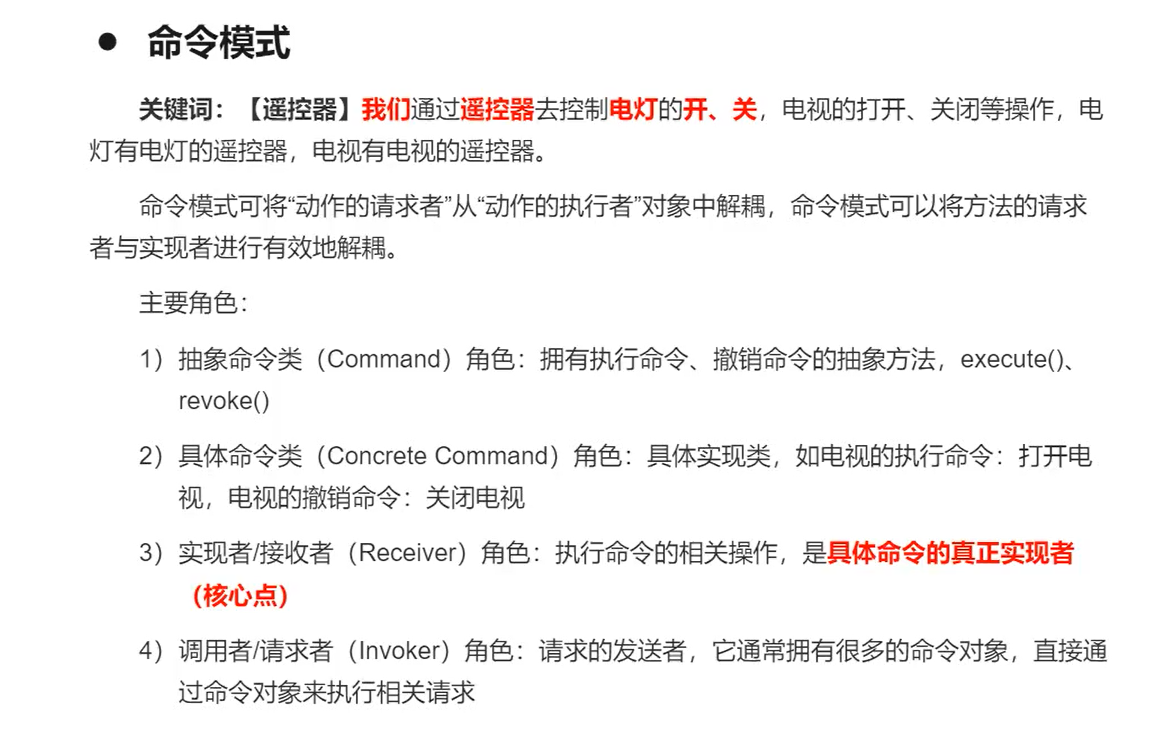 ● 命令模式
关键词：【遥控器】我们通过遥控器去控制电灯的开、关，电视的打开、关闭等操作，电
灯有电灯的遥控器，电视有电视的遥控器。
命令模式可将“动作的请求者”从“动作的执行者”对象中解耦，命令模式可以将方法的请求
者与实现者进行有效地解耦。
主要角色：
1）抽象命令类（Command）角色：拥有执行命令、撤销命令的抽象方法，execute()、
revoke()
2）具体命令类（Concrete Command）角色：具体实现类，如电视的执行命令：打开电
视，电视的撤销命令：关闭电视
3）实现者/接收者（Receiver）角色：执行命令的相关操作，是具体命令的真正实现者
（核心点）
4）调用者/请求者（Invoker）角色：请求的发送者，它通常拥有很多的命令对象，直接通
过命令对象来执行相关请求